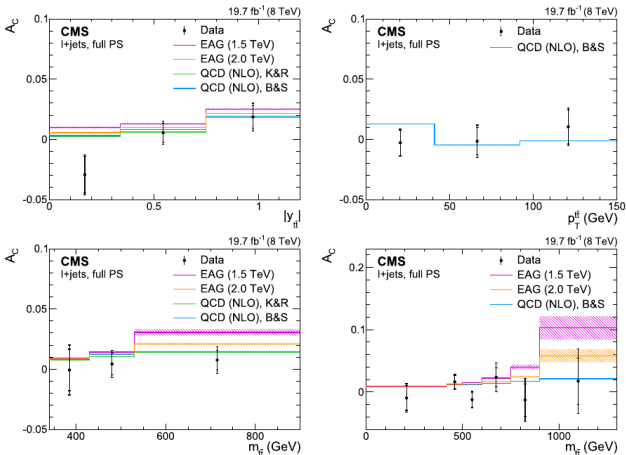 19.7 fb⁻¹ (8 TeV)
A_C
0.1
0.05
0
-0.05
CMS
l+jets, full PS
Data
EAG (1.5 TeV)
EAG (2.0 TeV)
QCD (NLO), K&R
QCD (NLO), B&S
0
0.5
1
|y_tt̄|
19.7 fb⁻¹ (8 TeV)
A_C
0.1
0.05
0
-0.05
CMS
l+jets, full PS
Data
QCD (NLO), B&S
0
50
100
150
p_T^tt̄ (GeV)
19.7 fb⁻¹ (8 TeV)
A_C
0.1
0.05
0
-0.05
CMS
l+jets, full PS
Data
EAG (1.5 TeV)
EAG (2.0 TeV)
QCD (NLO), K&R
QCD (NLO), B&S
400
600
800
m_tt̄ (GeV)
19.7 fb⁻¹ (8 TeV)
A_C
0.2
0.1
0
CMS
l+jets, full PS
Data
EAG (1.5 TeV)
EAG (2.0 TeV)
QCD (NLO), B&S
0
500
1000
m_tt̄ (GeV)